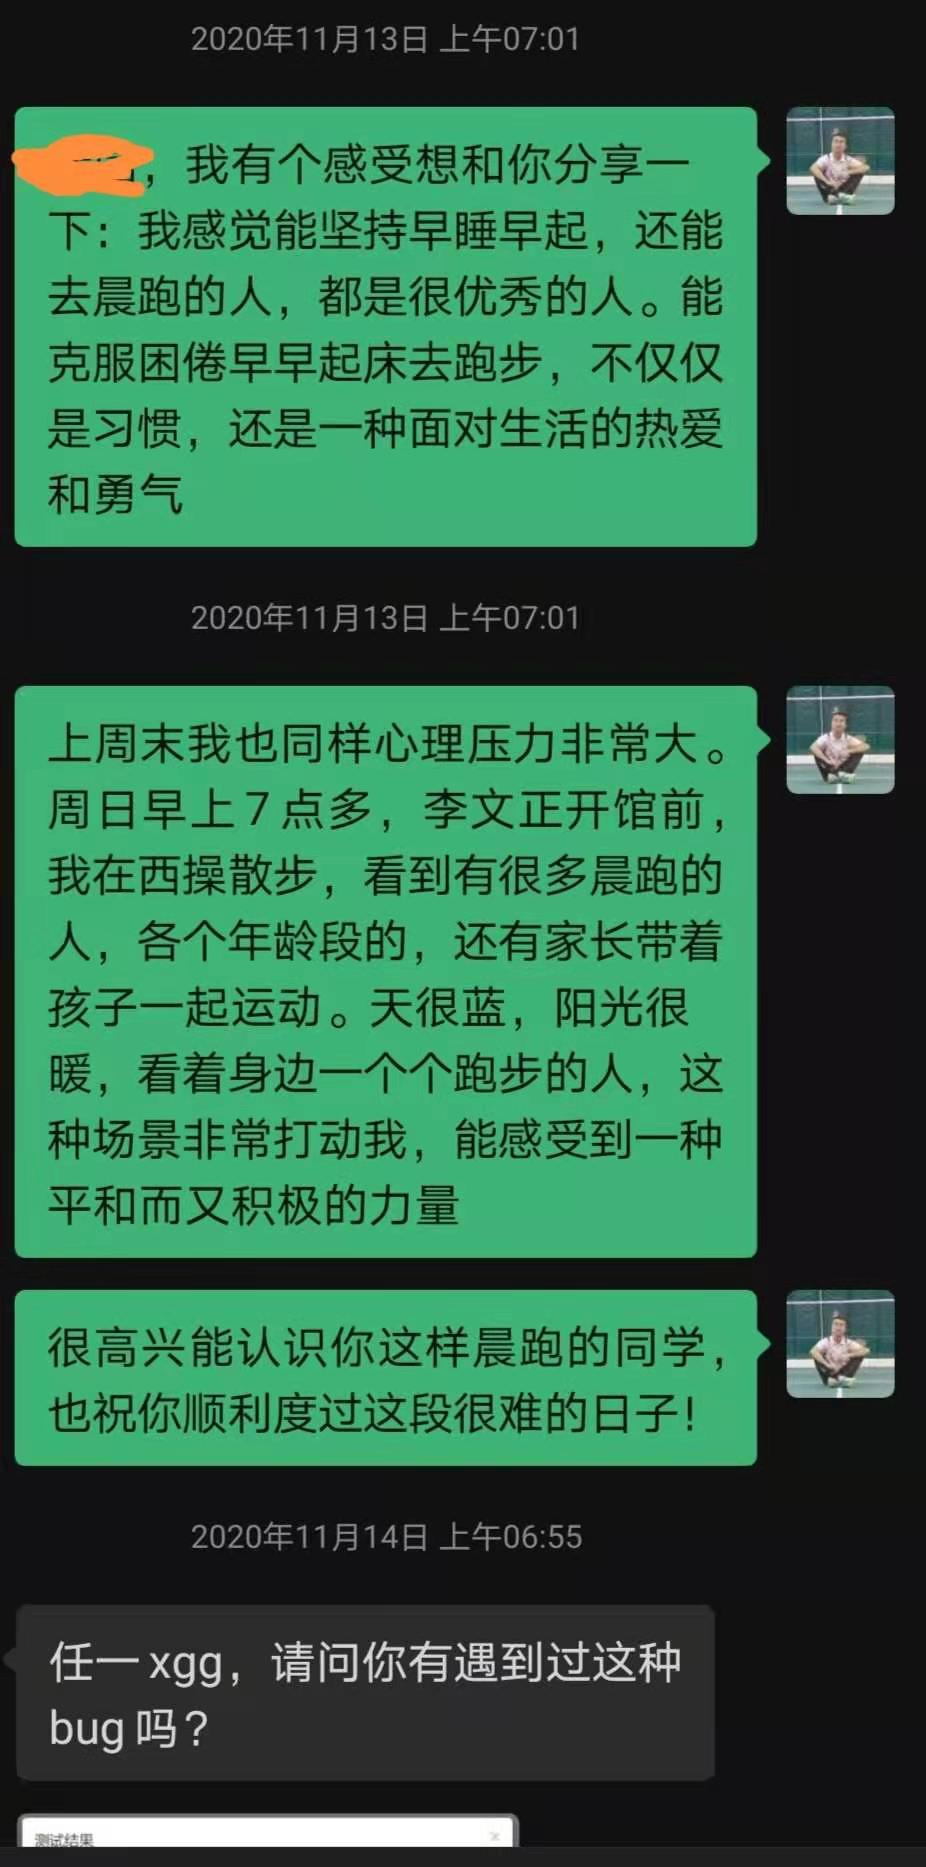 2020年11月13日 上午07:01
，我有个感受想和你分享一
下：我感觉能坚持早睡早起，还能
去晨跑的人，都是很优秀的人。能
克服困倦早早起床去跑步，不仅仅
是习惯，还是一种面对生活的热爱
和勇气
2020年11月13日 上午07:01
上周末我也同样心理压力非常大。
周日早上7点多，李文正开馆前，
我在西操散步，看到有很多晨跑的
人，各个年龄段的，还有家长带着
孩子一起运动。天很蓝，阳光很
暖，看着身边一个个跑步的人，这
种场景非常打动我，能感受到一种
平和而又积极的力量
很高兴能认识你这样晨跑的同学，
也祝你顺利度过这段很难的日子！
2020年11月14日 上午06:55
任一xgg，请问你有遇到过这种
bug吗？
测试结果